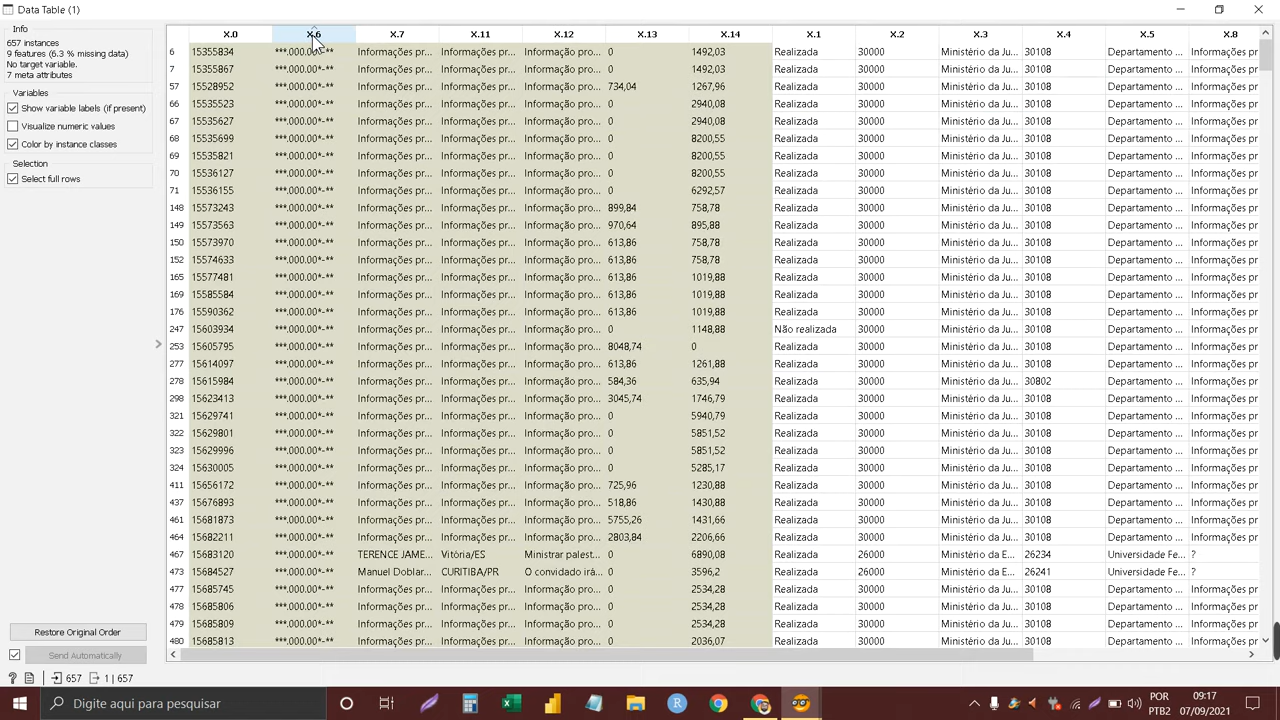 Data Table (1)
Info
657 instances
9 features (6.3 % missing data)
No target variable.
7 meta attributes
Variables
Show variable labels (if present)
Visualize numeric values
Color by instance classes
Selection
Select full rows
Restore Original Order
Send Automatically
657 1 | 657
X.0 X.6 X.7 X.11 X.12 X.13 X.14 X.1 X.2 X.3 X.4 X.5 X.8
6 15355834 ***.000.00*-** Informações pr... Informações pr... Informação pro... 0 1492,03 Realizada 30000 Ministério da Ju... 30108 Departamento ... Informações pr
7 15355867 ***.000.00*-** Informações pr... Informações pr... Informação pro... 0 1492,03 Realizada 30000 Ministério da Ju... 30108 Departamento ... Informações pr
57 15528952 ***.000.00*-** Informações pr... Informações pr... Informação pro... 734,04 1267,96 Realizada 30000 Ministério da Ju... 30108 Departamento ... Informações pr
66 15535523 ***.000.00*-** Informações pr... Informações pr... Informação pro... 0 2940,08 Realizada 30000 Ministério da Ju... 30108 Departamento ... Informações pr
67 15535627 ***.000.00*-** Informações pr... Informações pr... Informação pro... 0 2940,08 Realizada 30000 Ministério da Ju... 30108 Departamento ... Informações pr
68 15535699 ***.000.00*-** Informações pr... Informações pr... Informação pro... 0 8200,55 Realizada 30000 Ministério da Ju... 30108 Departamento ... Informações pr
69 15535821 ***.000.00*-** Informações pr... Informações pr... Informação pro... 0 8200,55 Realizada 30000 Ministério da Ju... 30108 Departamento ... Informações pr
70 15536127 ***.000.00*-** Informações pr... Informações pr... Informação pro... 0 8200,55 Realizada 30000 Ministério da Ju... 30108 Departamento ... Informações pr
71 15536155 ***.000.00*-** Informações pr... Informações pr... Informação pro... 0 6292,57 Realizada 30000 Ministério da Ju... 30108 Departamento ... Informações pr
148 15573243 ***.000.00*-** Informações pr... Informações pr... Informação pro... 899,84 758,78 Realizada 30000 Ministério da Ju... 30108 Departamento ... Informações pr
149 15573563 ***.000.00*-** Informações pr... Informações pr... Informação pro... 970,64 895,88 Realizada 30000 Ministério da Ju... 30108 Departamento ... Informações pr
150 15573970 ***.000.00*-** Informações pr... Informações pr... Informação pro... 613,86 758,78 Realizada 30000 Ministério da Ju... 30108 Departamento ... Informações pr
152 15574633 ***.000.00*-** Informações pr... Informações pr... Informação pro... 613,86 758,78 Realizada 30000 Ministério da Ju... 30108 Departamento ... Informações pr
165 15577481 ***.000.00*-** Informações pr... Informações pr... Informação pro... 613,86 1019,88 Realizada 30000 Ministério da Ju... 30108 Departamento ... Informações pr
169 15585584 ***.000.00*-** Informações pr... Informações pr... Informação pro... 613,86 1019,88 Realizada 30000 Ministério da Ju... 30108 Departamento ... Informações pr
176 15590362 ***.000.00*-** Informações pr... Informações pr... Informação pro... 613,86 1019,88 Realizada 30000 Ministério da Ju... 30108 Departamento ... Informações pr
247 15603934 ***.000.00*-** Informações pr... Informações pr... Informação pro... 0 1148,88 Não realizada 30000 Ministério da Ju... 30108 Departamento ... Informações pr
253 15605795 ***.000.00*-** Informações pr... Informações pr... Informação pro... 8048,74 0 Realizada 30000 Ministério da Ju... 30108 Departamento ... Informações pr
277 15614097 ***.000.00*-** Informações pr... Informações pr... Informação pro... 613,86 1261,88 Realizada 30000 Ministério da Ju... 30108 Departamento ... Informações pr
278 15615984 ***.000.00*-** Informações pr... Informações pr... Informação pro... 584,36 635,94 Realizada 30000 Ministério da Ju... 30802 Departamento ... Informações pr
298 15623413 ***.000.00*-** Informações pr... Informações pr... Informação pro... 3045,74 1746,79 Realizada 30000 Ministério da Ju... 30108 Departamento ... Informações pr
321 15629741 ***.000.00*-** Informações pr... Informações pr... Informação pro... 0 5940,79 Realizada 30000 Ministério da Ju... 30108 Departamento ... Informações pr
322 15629801 ***.000.00*-** Informações pr... Informações pr... Informação pro... 0 5851,52 Realizada 30000 Ministério da Ju... 30108 Departamento ... Informações pr
323 15629996 ***.000.00*-** Informações pr... Informações pr... Informação pro... 0 5851,52 Realizada 30000 Ministério da Ju... 30108 Departamento ... Informações pr
324 15630005 ***.000.00*-** Informações pr... Informações pr... Informação pro... 0 5285,17 Realizada 30000 Ministério da Ju... 30108 Departamento ... Informações pr
411 15656172 ***.000.00*-** Informações pr... Informações pr... Informação pro... 725,96 1230,88 Realizada 30000 Ministério da Ju... 30108 Departamento ... Informações pr
437 15676893 ***.000.00*-** Informações pr... Informações pr... Informação pro... 518,86 1430,88 Realizada 30000 Ministério da Ju... 30108 Departamento ... Informações pr
461 15681873 ***.000.00*-** Informações pr... Informações pr... Informação pro... 5755,26 1431,66 Realizada 30000 Ministério da Ju... 30108 Departamento ... Informações pr
464 15682211 ***.000.00*-** Informações pr... Informações pr... Informação pro... 2803,84 2206,66 Realizada 30000 Ministério da Ju... 30108 Departamento ... Informações pr
467 15683120 ***.000.00*-** TERENCE JAME... Vitória/ES Ministrar palest... 0 6890,08 Realizada 26000 Ministério da E... 26234 Universidade Fe... ?
473 15684527 ***.000.00*-** Manuel Doblar... CURITIBA/PR O convidado irá... 0 3596,2 Realizada 26000 Ministério da E... 26241 Universidade Fe... ?
477 15685745 ***.000.00*-** Informações pr... Informações pr... Informação pro... 0 2534,28 Realizada 30000 Ministério da Ju... 30108 Departamento ... Informações pr
478 15685806 ***.000.00*-** Informações pr... Informações pr... Informação pro... 0 2534,28 Realizada 30000 Ministério da Ju... 30108 Departamento ... Informações pr
479 15685809 ***.000.00*-** Informações pr... Informações pr... Informação pro... 0 2534,28 Realizada 30000 Ministério da Ju... 30108 Departamento ... Informações pr
480 15685813 ***.000.00*-** Informações pr... Informações pr... Informação pro... 0 2036,07 Realizada 30000 Ministério da Ju... 30108 Departamento ... Informações pr
Digite aqui para pesquisar
POR
PTB2
09:17
07/09/2021